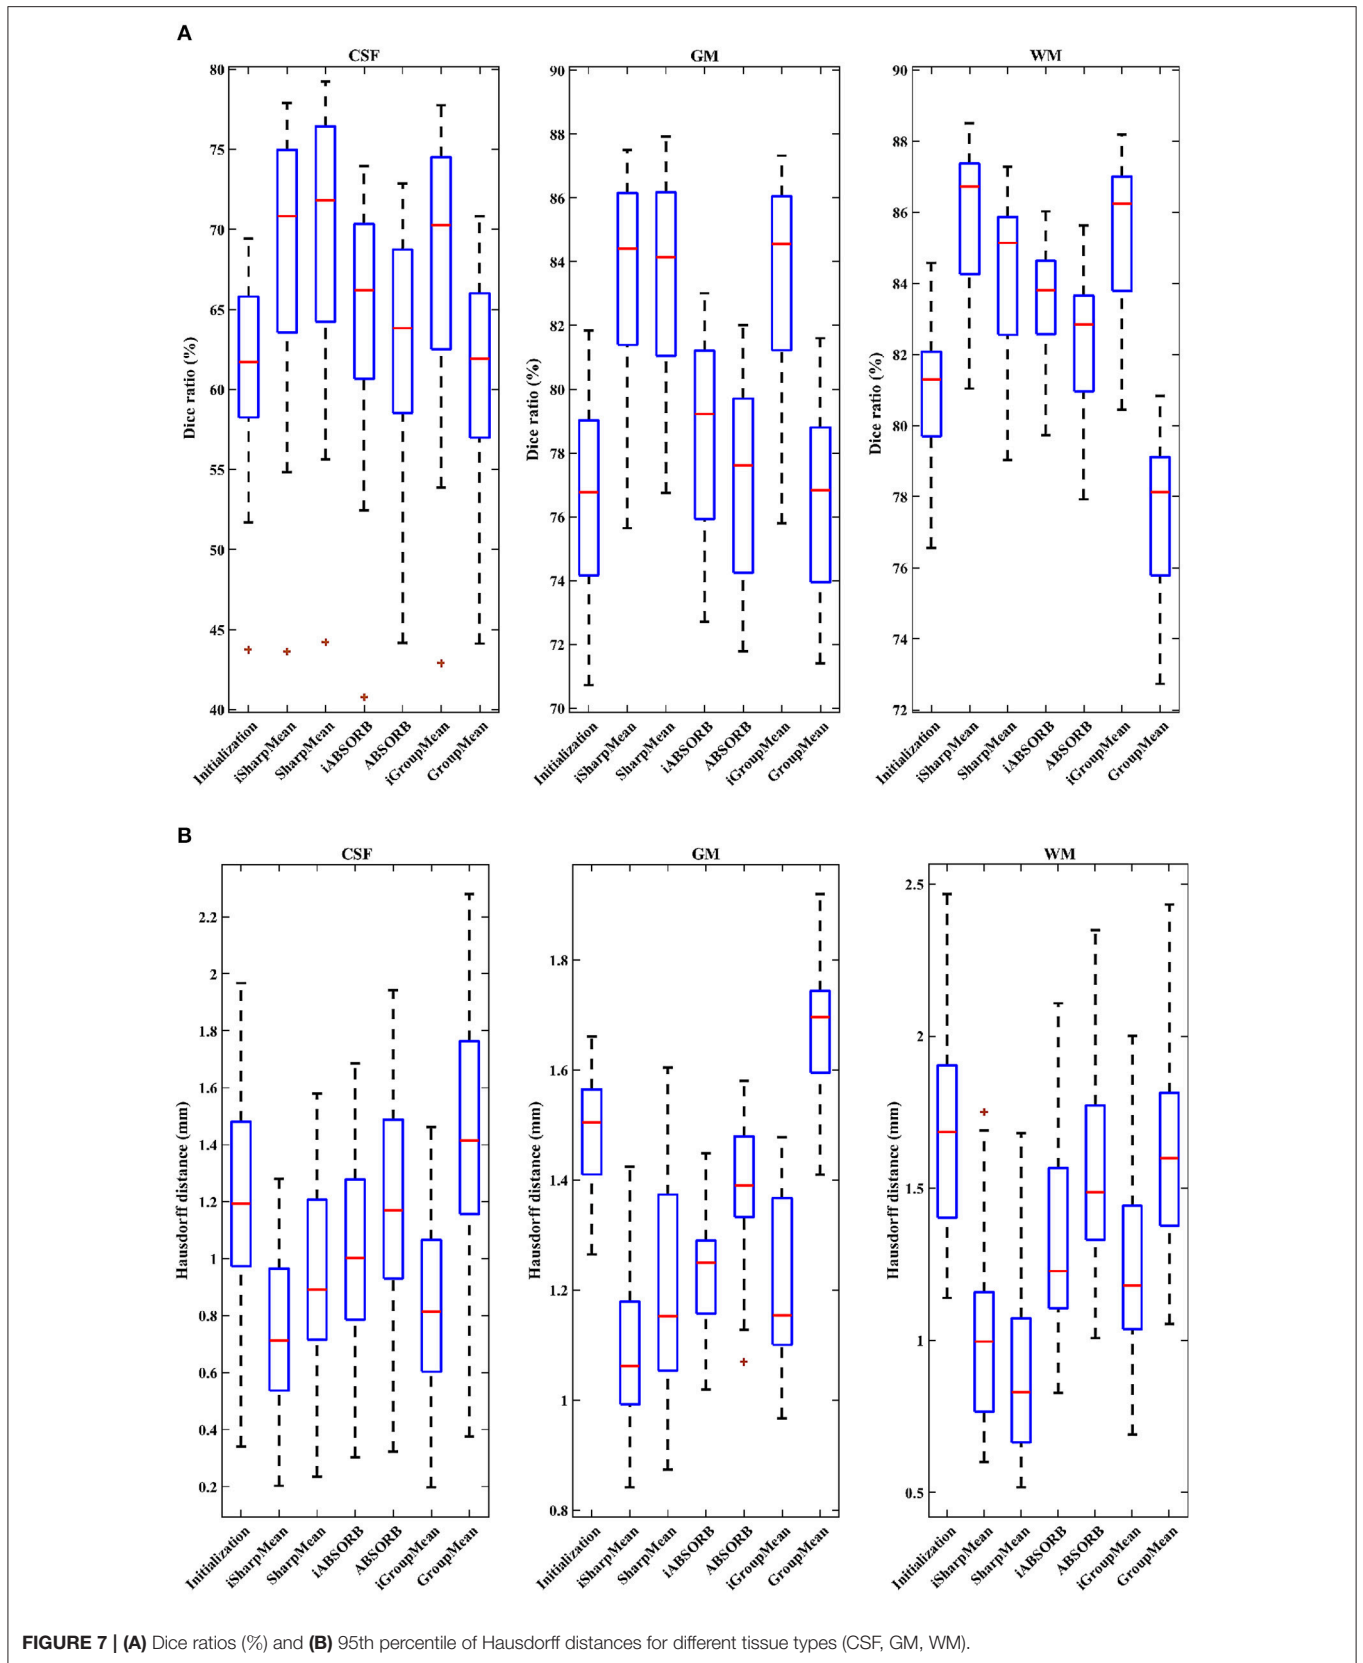 A
CSF
80
75
70
65
60
55
50
45
40
Dice ratio (%)
Initialization
iSharpMean
SharpMean
iABSORB
ABSORB
iGroupMean
GroupMean
GM
90
88
86
84
82
80
78
76
74
72
70
Dice ratio (%)
Initialization
iSharpMean
SharpMean
iABSORB
ABSORB
iGroupMean
GroupMean
WM
90
88
86
84
82
80
78
76
74
72
Dice ratio (%)
Initialization
iSharpMean
SharpMean
iABSORB
ABSORB
iGroupMean
GroupMean
B
CSF
2.2
2
1.8
1.6
1.4
1.2
1
0.8
0.6
0.4
0.2
Hausdorff distance (mm)
Initialization
iSharpMean
SharpMean
iABSORB
ABSORB
iGroupMean
GroupMean
GM
1.8
1.6
1.4
1.2
1
0.8
Hausdorff distance (mm)
Initialization
iSharpMean
SharpMean
iABSORB
ABSORB
iGroupMean
GroupMean
WM
2.5
2
1.5
1
0.5
Hausdorff distance (mm)
Initialization
iSharpMean
SharpMean
iABSORB
ABSORB
iGroupMean
GroupMean
FIGURE 7 | (A) Dice ratios (%) and (B) 95th percentile of Hausdorff distances for different tissue types (CSF, GM, WM).